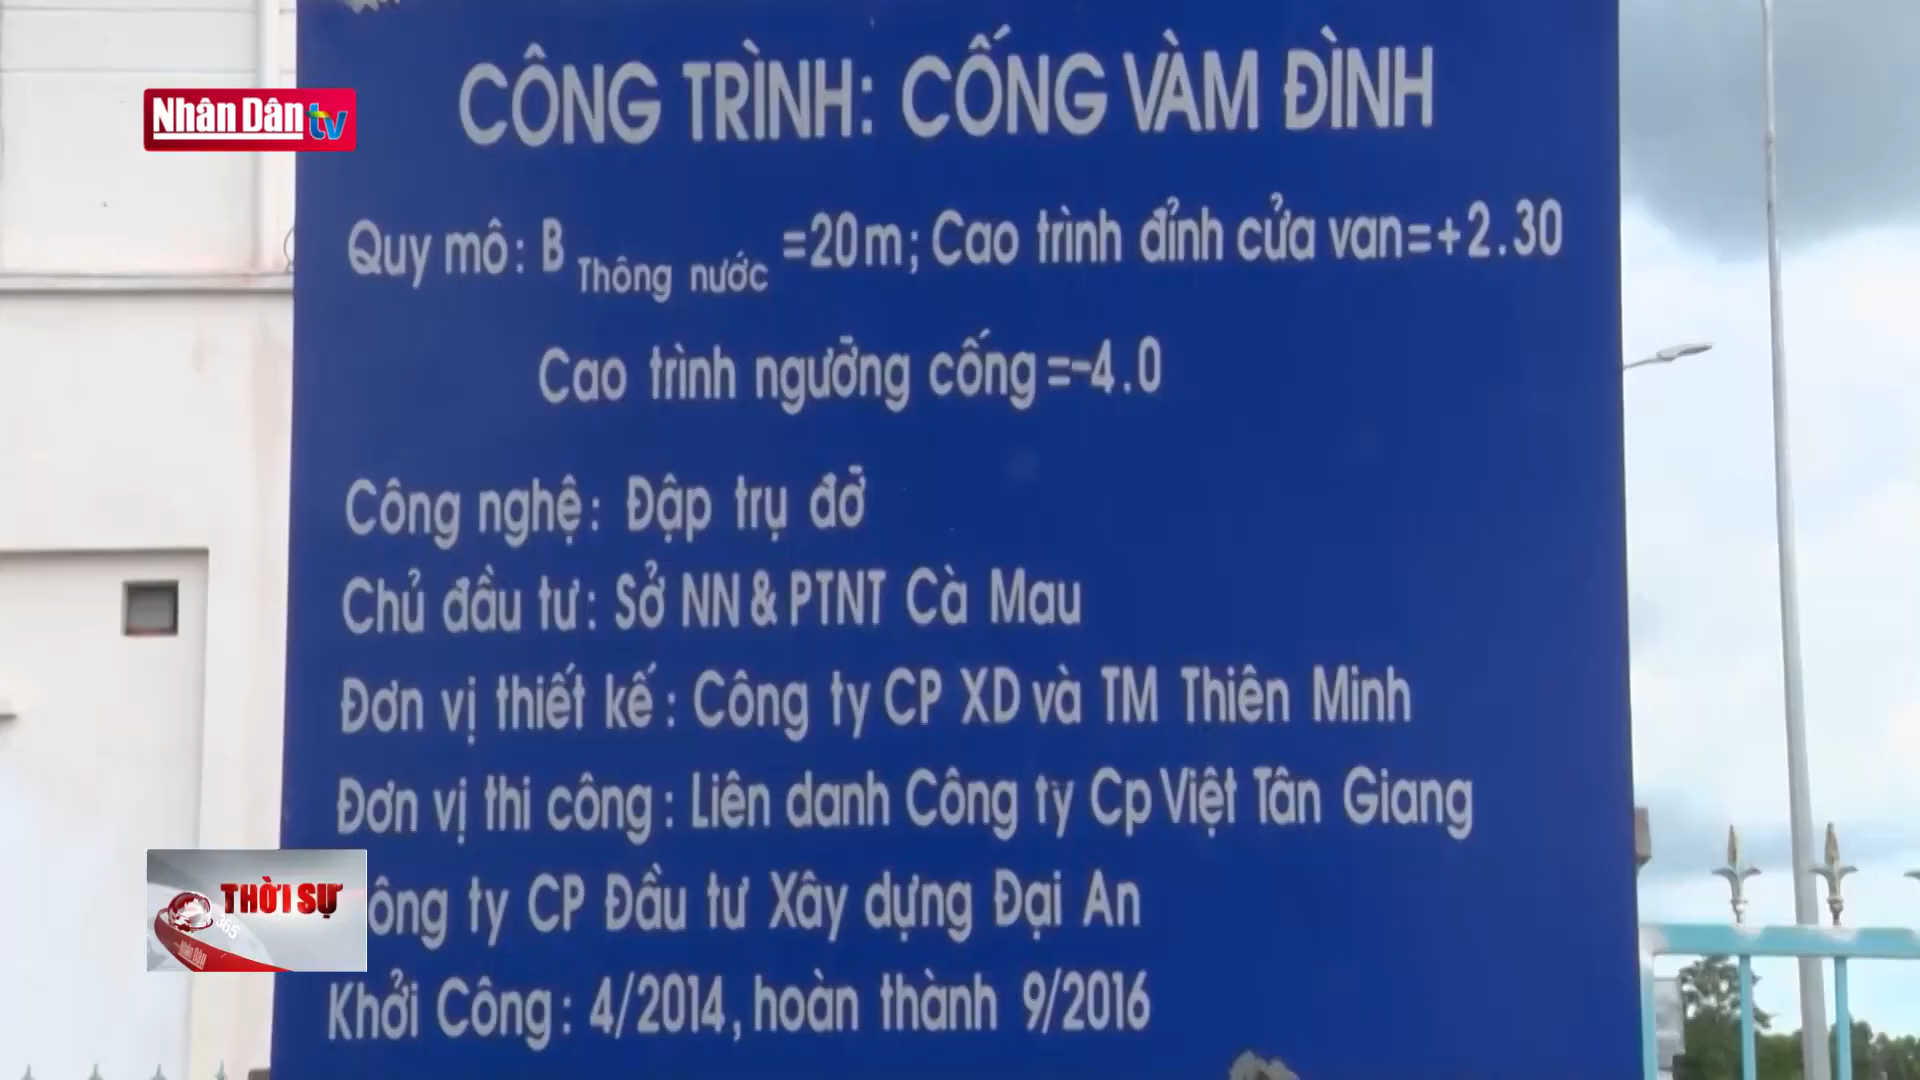 CÔNG TRÌNH: CỐNG VÀM ĐÌNH
Nhân Dân tv
Quy mô: B Thông nước =20m; Cao trình đỉnh cửa van=+2.30
Cao trình ngưỡng cống=-4.0
Công nghệ: Đập trụ đỡ
Chủ đầu tư: Sở NN & PTNT Cà Mau
Đơn vị thiết kế: Công ty CP XD và TM Thiên Minh
Đơn vị thi công: Liên danh Công ty Cp Việt Tân Giang
ông ty CP Đầu tư Xây dựng Đại An
THỜI SỰ
365
NHÂN DÂN
Khởi Công: 4/2014, hoàn thành 9/2016